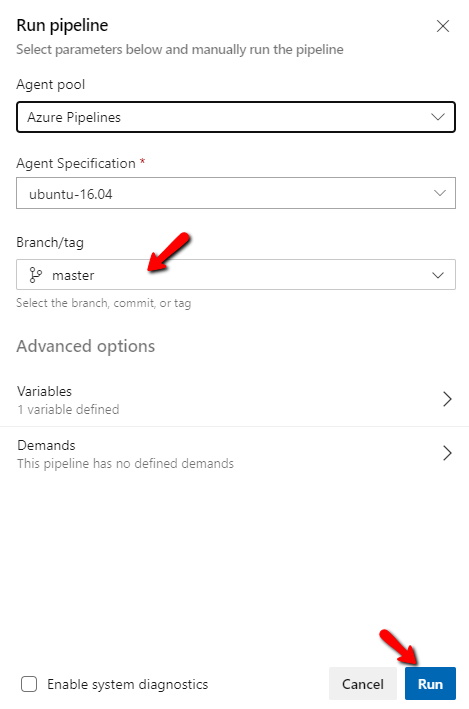 Run pipeline
Select parameters below and manually run the pipeline
Agent pool
Azure Pipelines
Agent Specification *
ubuntu-16.04
Branch/tag
master
Select the branch, commit, or tag
Advanced options
Variables
1 variable defined
Demands
This pipeline has no defined demands
Enable system diagnostics
Cancel
Run